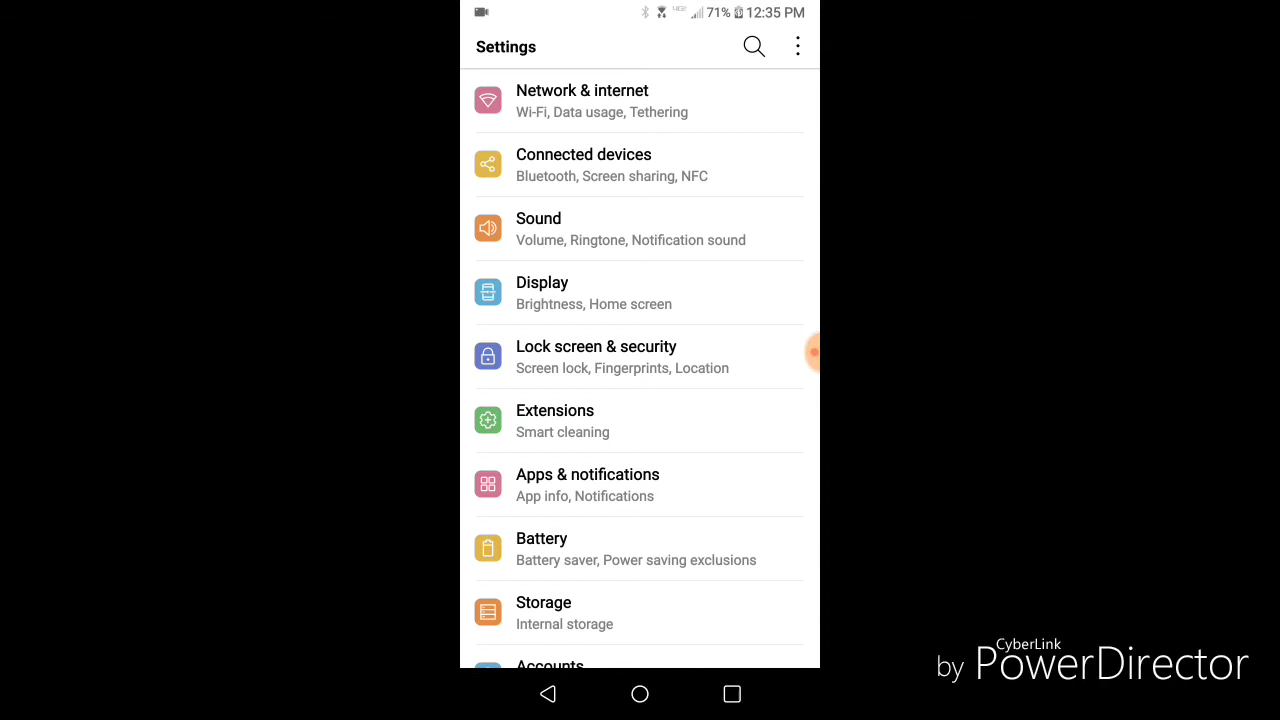 71% 12:35 PM
Settings
Network & internet
Wi-Fi, Data usage, Tethering
Connected devices
Bluetooth, Screen sharing, NFC
Sound
Volume, Ringtone, Notification sound
Display
Brightness, Home screen
Lock screen & security
Screen lock, Fingerprints, Location
Extensions
Smart cleaning
Apps & notifications
App info, Notifications
Battery
Battery saver, Power saving exclusions
Storage
Internal storage
Accounts
CyberLink
by PowerDirector